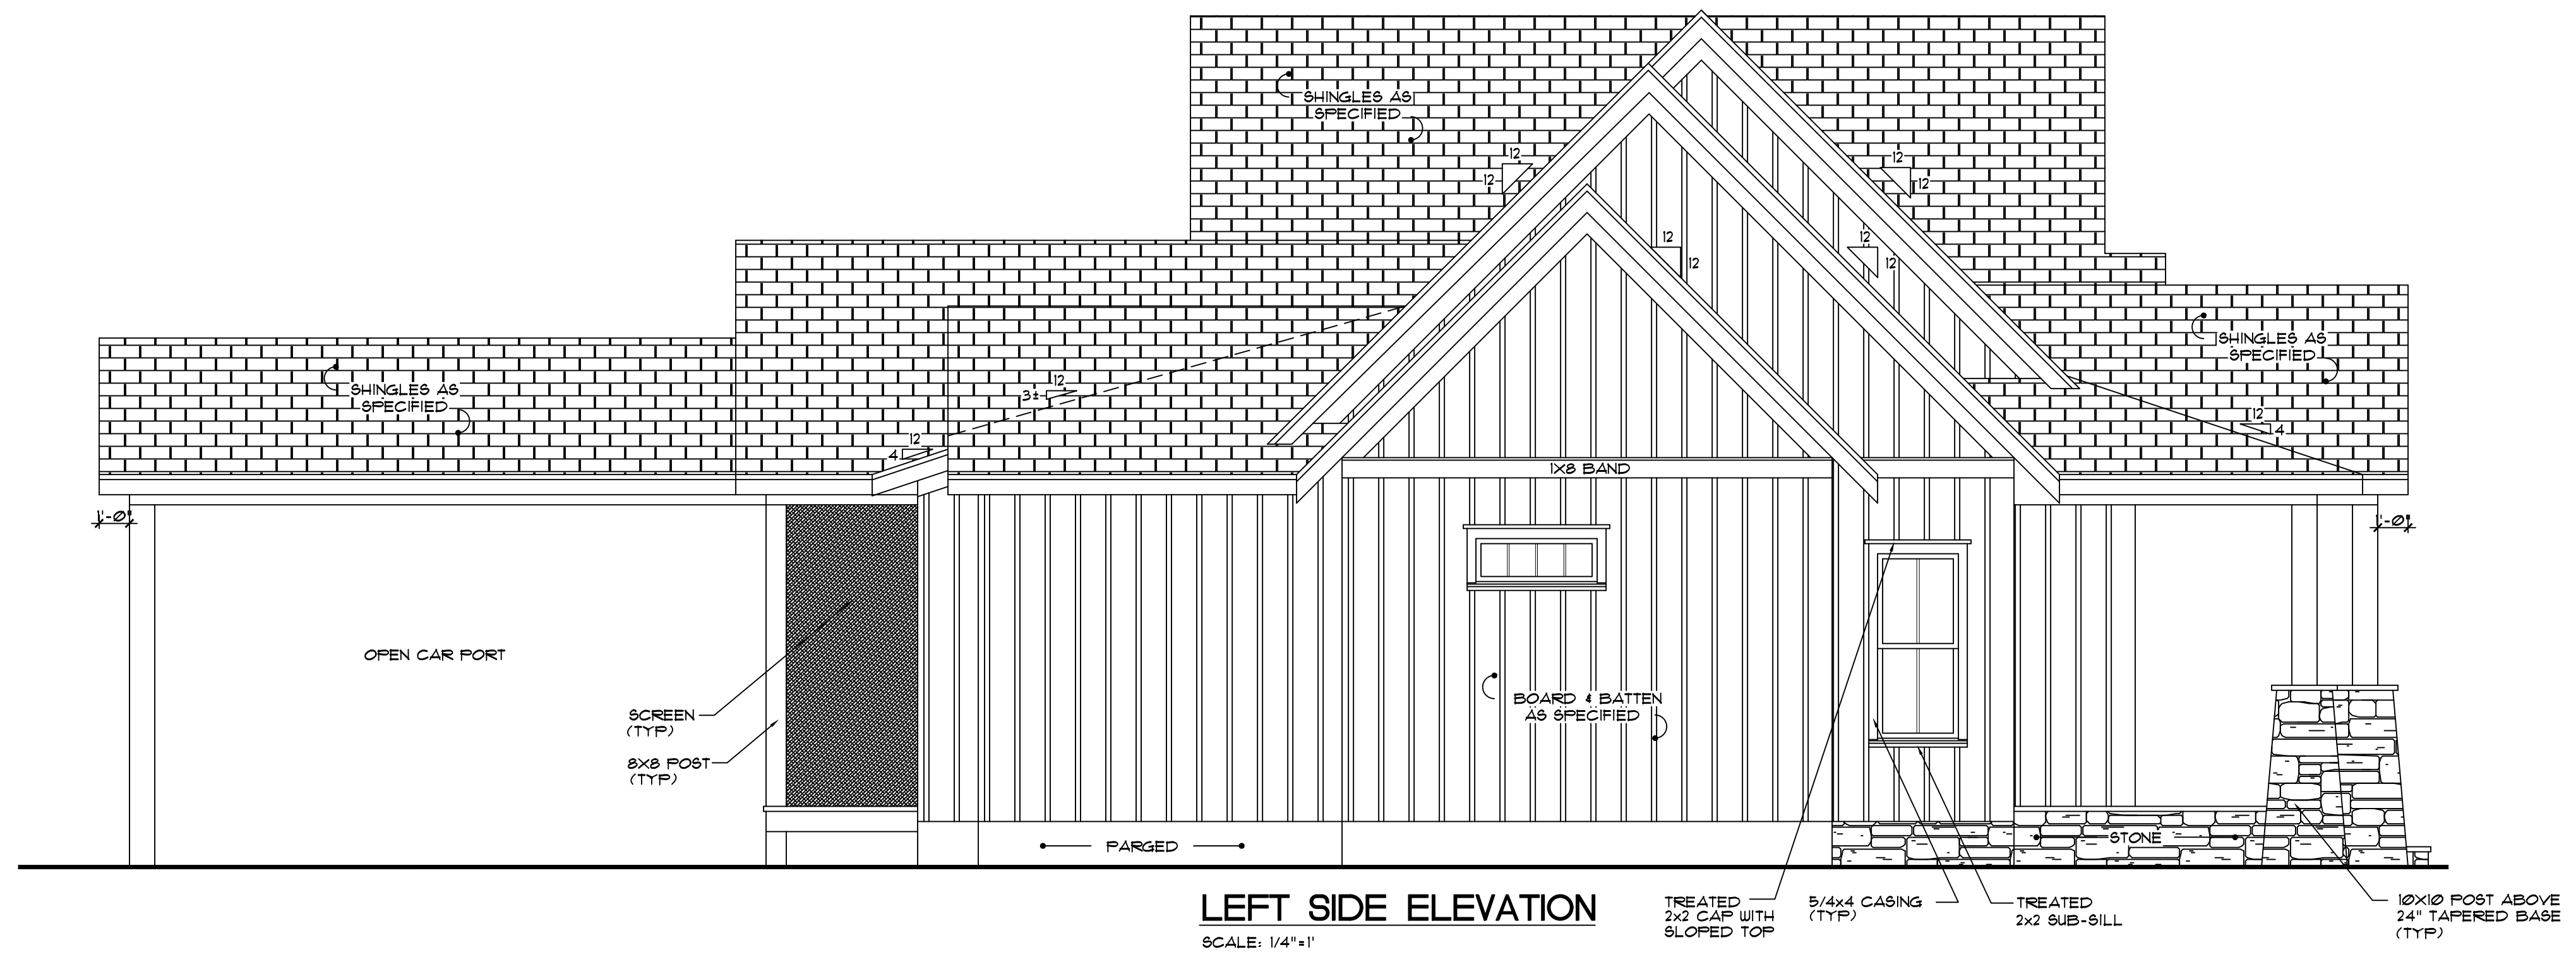 SHINGLES AS
SPECIFIED
12
12
12
12
12
12
12
12
SHINGLES AS
SPECIFIED
12
3±
SHINGLES AS
SPECIFIED
12
4
12
4
1X8 BAND
1'-0"
1'-0"
OPEN CAR PORT
SCREEN
(TYP)
8X8 POST
(TYP)
BOARD & BATTEN
AS SPECIFIED
PARGED
STONE
LEFT SIDE ELEVATION
SCALE: 1/4"=1'
TREATED
2x2 CAP WITH
SLOPED TOP
5/4x4 CASING
(TYP)
TREATED
2x2 SUB-SILL
10X10 POST ABOVE
24" TAPERED BASE
(TYP)